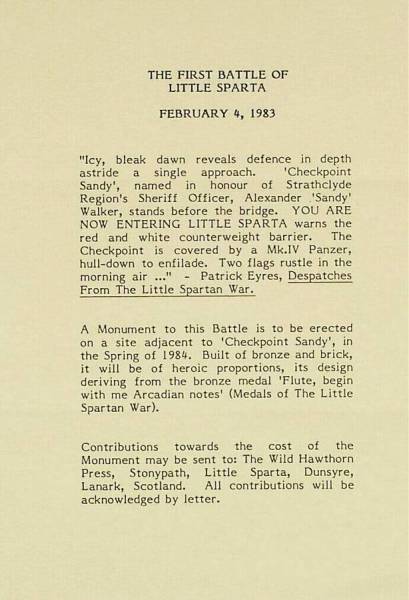 THE FIRST BATTLE OF
LITTLE SPARTA
FEBRUARY 4, 1983
"Icy, bleak dawn reveals defence in depth
astride a single approach. 'Checkpoint
Sandy', named in honour of Strathclyde
Region's Sheriff Officer, Alexander 'Sandy'
Walker, stands before the bridge. YOU ARE
NOW ENTERING LITTLE SPARTA warns the
red and white counterweight barrier. The
Checkpoint is covered by a Mk.IV Panzer,
hull-down to enfilade. Two flags rustle in the
morning air ..." - Patrick Eyres, Despatches
From The Little Spartan War.
A Monument to this Battle is to be erected
on a site adjacent to 'Checkpoint Sandy', in
the Spring of 1984. Built of bronze and brick,
it will be of heroic proportions, its design
deriving from the bronze medal 'Flute, begin
with me Arcadian notes' (Medals of The Little
Spartan War).
Contributions towards the cost of the
Monument may be sent to: The Wild Hawthorn
Press, Stonypath, Little Sparta, Dunsyre,
Lanark, Scotland. All contributions will be
acknowledged by letter.